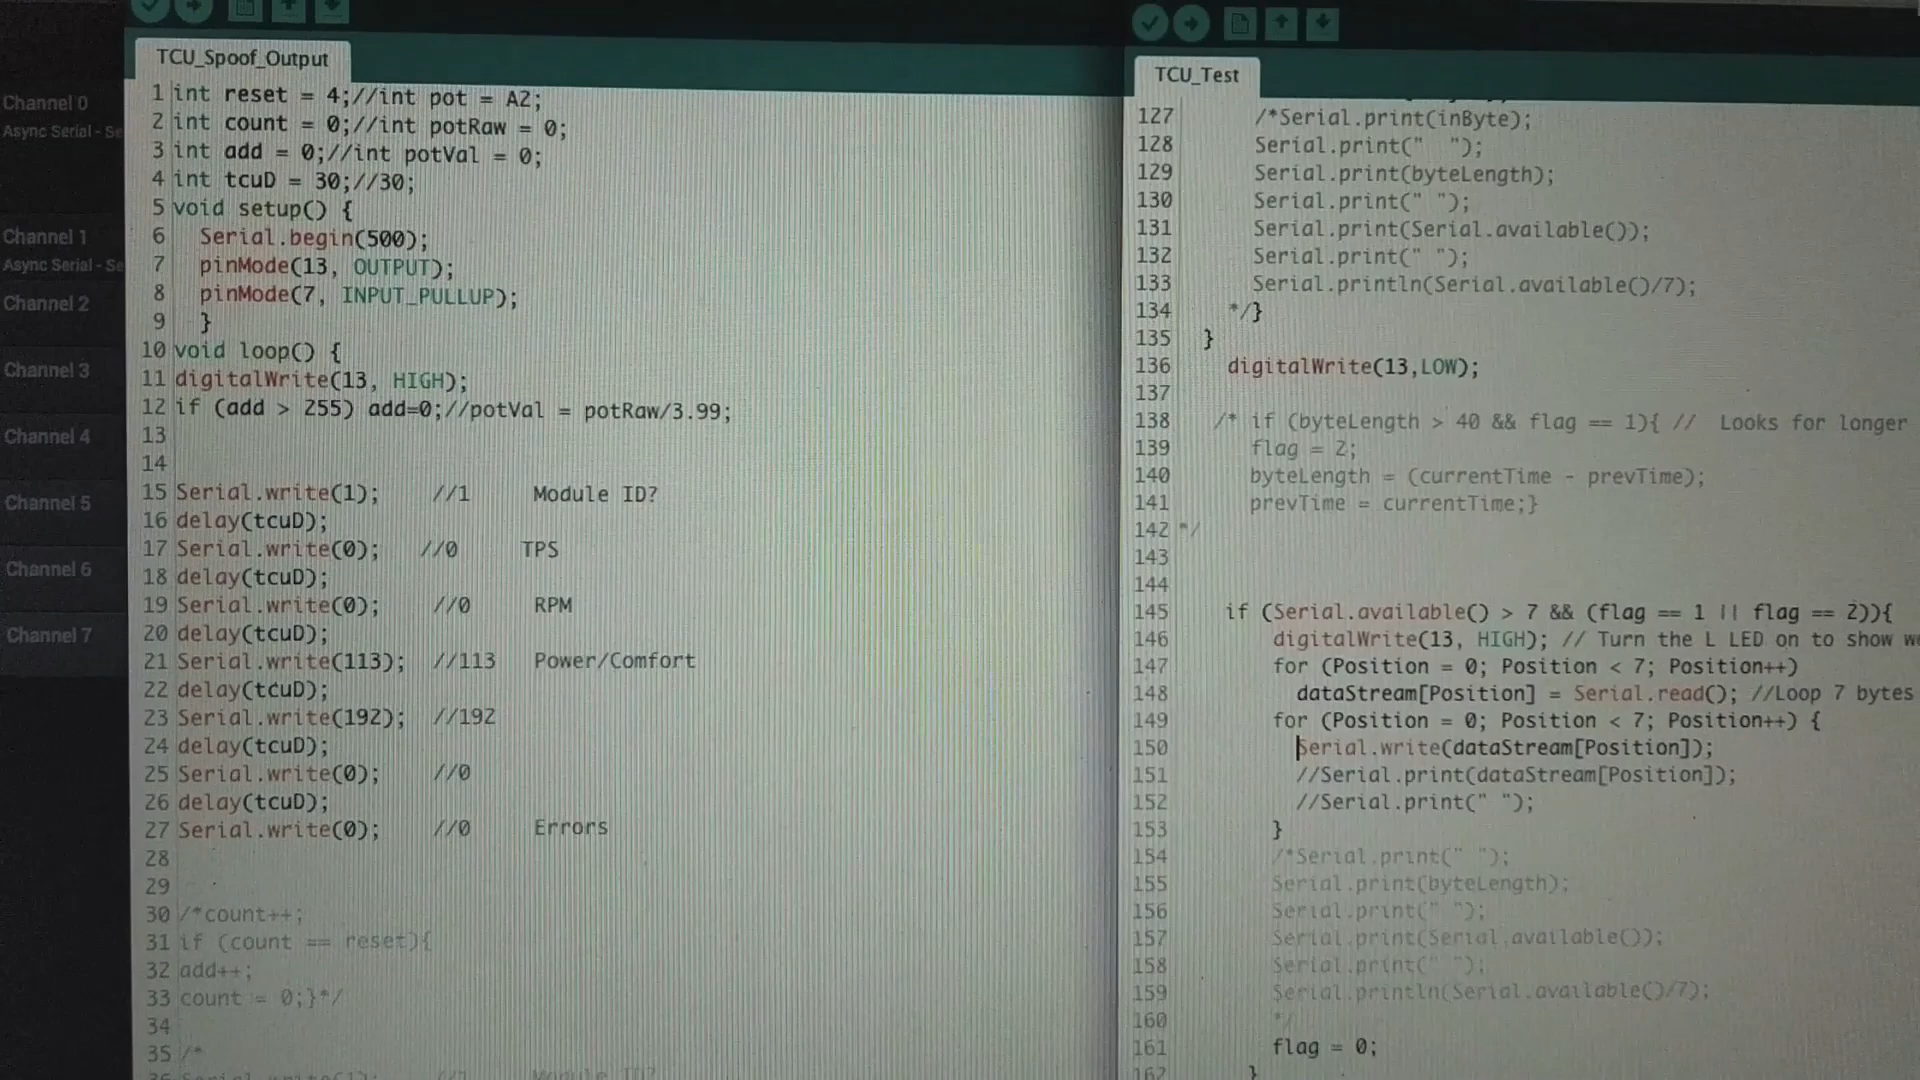 Channel 0
Async Serial - Se
Channel 1
Async Serial - Se
Channel 2
Channel 3
Channel 4
Channel 5
Channel 6
Channel 7
TCU_Spoof_Output
1 int reset = 4;//int pot = A2;
2 int count = 0;//int potRaw = 0;
3 int add = 0;//int potVal = 0;
4 int tcuD = 30;//30;
5 void setup() {
6 Serial.begin(500);
7 pinMode(13, OUTPUT);
8 pinMode(7, INPUT_PULLUP);
9 }
10 void loop() {
11 digitalWrite(13, HIGH);
12 if (add > 255) add=0;//potVal = potRaw/3.99;
13
14
15 Serial.write(1); //1 Module ID?
16 delay(tcuD);
17 Serial.write(0); //0 TPS
18 delay(tcuD);
19 Serial.write(0); //0 RPM
20 delay(tcuD);
21 Serial.write(113); //113 Power/Comfort
22 delay(tcuD);
23 Serial.write(192); //192
24 delay(tcuD);
25 Serial.write(0); //0
26 delay(tcuD);
27 Serial.write(0); //0 Errors
28
29
30 /*count++;
31 if (count == reset){
32 add++;
33 count = 0;}*/
34
35 /*
TCU_Test
127 /*Serial.print(inByte);
128 Serial.print("  ");
129 Serial.print(byteLength);
130 Serial.print(" ");
131 Serial.print(Serial.available());
132 Serial.print(" ");
133 Serial.println(Serial.available()/7);
134 */}
135 }
136 digitalWrite(13,LOW);
137
138 /* if (byteLength > 40 && flag == 1){ // Looks for longer
139 flag = 2;
140 byteLength = (currentTime - prevTime);
141 prevTime = currentTime;}
142 */
143
144
145 if (Serial.available() > 7 && (flag == 1 || flag == 2)){
146 digitalWrite(13, HIGH); // Turn the L LED on to show
147 for (Position = 0; Position < 7; Position++)
148 dataStream[Position] = Serial.read(); //Loop 7 bytes
149 for (Position = 0; Position < 7; Position++) {
150 Serial.write(dataStream[Position]);
151 //Serial.print(dataStream[Position]);
152 //Serial.print(" ");
153 }
154 /*Serial.print(" ");
155 Serial.print(byteLength);
156 Serial.print(" ");
157 Serial.print(Serial.available());
158 Serial.print(" ");
159 Serial.println(Serial.available()/7);
160 */
161 flag = 0;
162 }